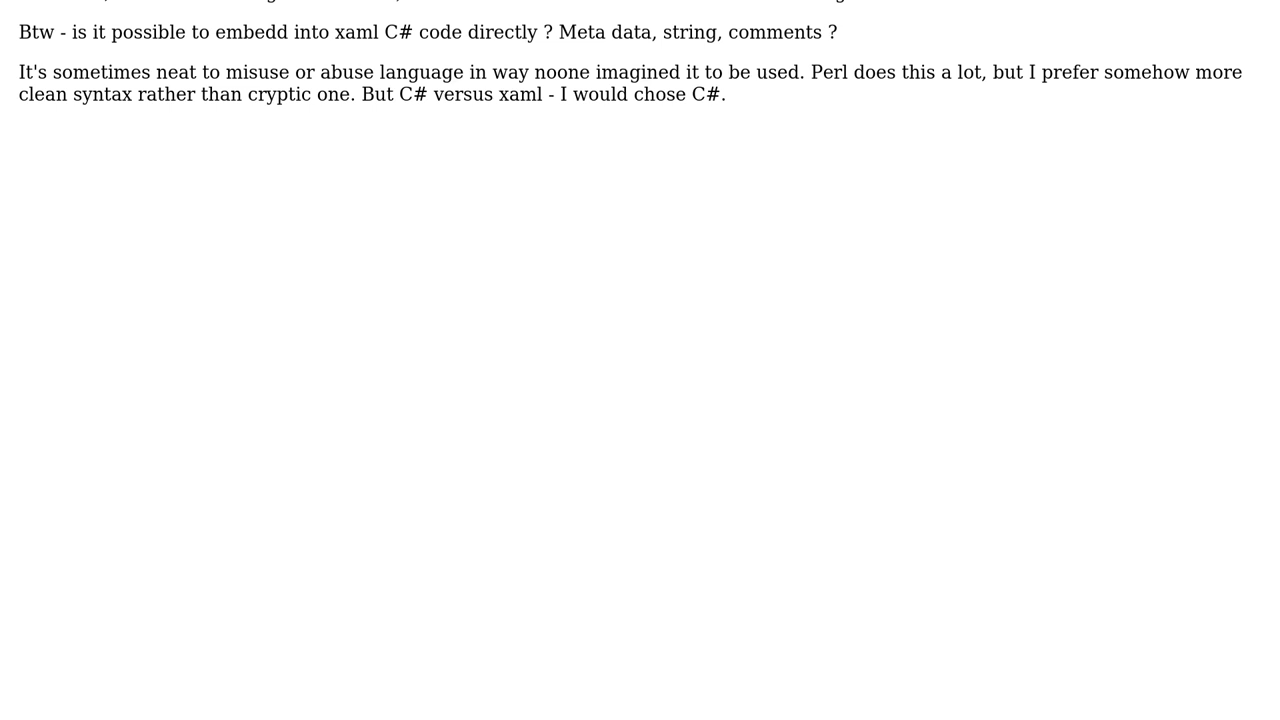 Btw - is it possible to embedd into xaml C# code directly ? Meta data, string, comments ?
It's sometimes neat to misuse or abuse language in way noone imagined it to be used. Perl does this a lot, but I prefer somehow more
clean syntax rather than cryptic one. But C# versus xaml - I would chose C#.